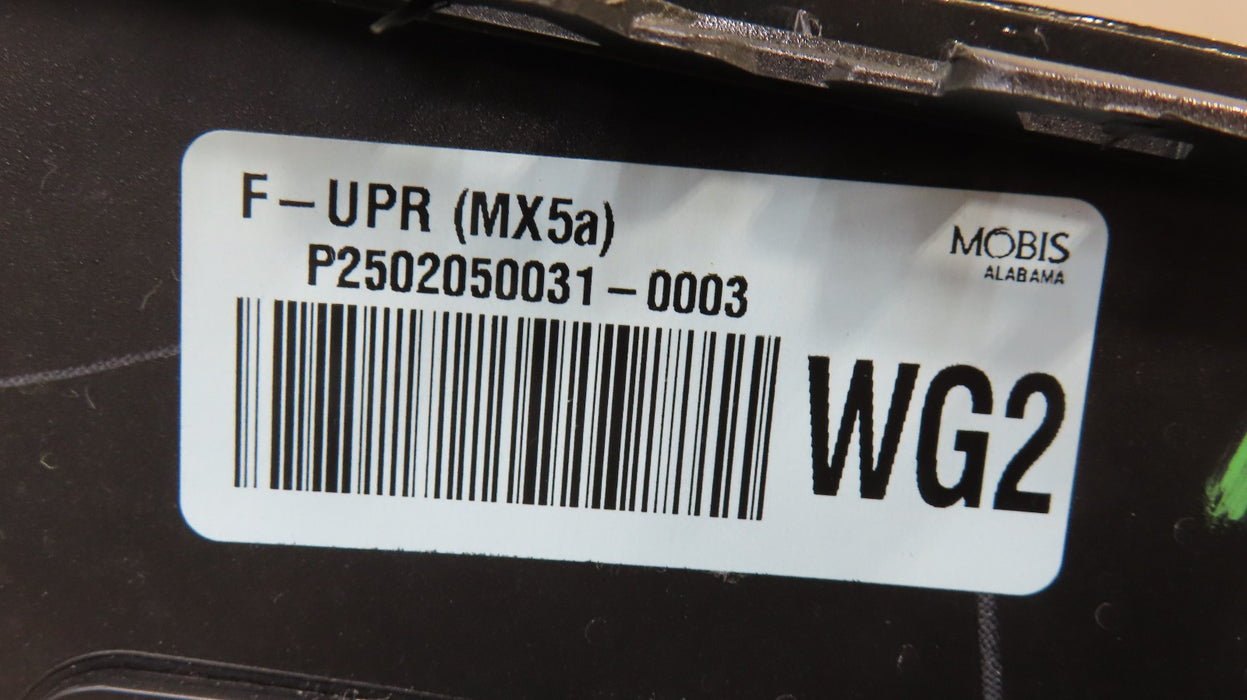 F-UPR (MX5a)
P2502050031-0003
MOBIS
ALABAMA
WG2